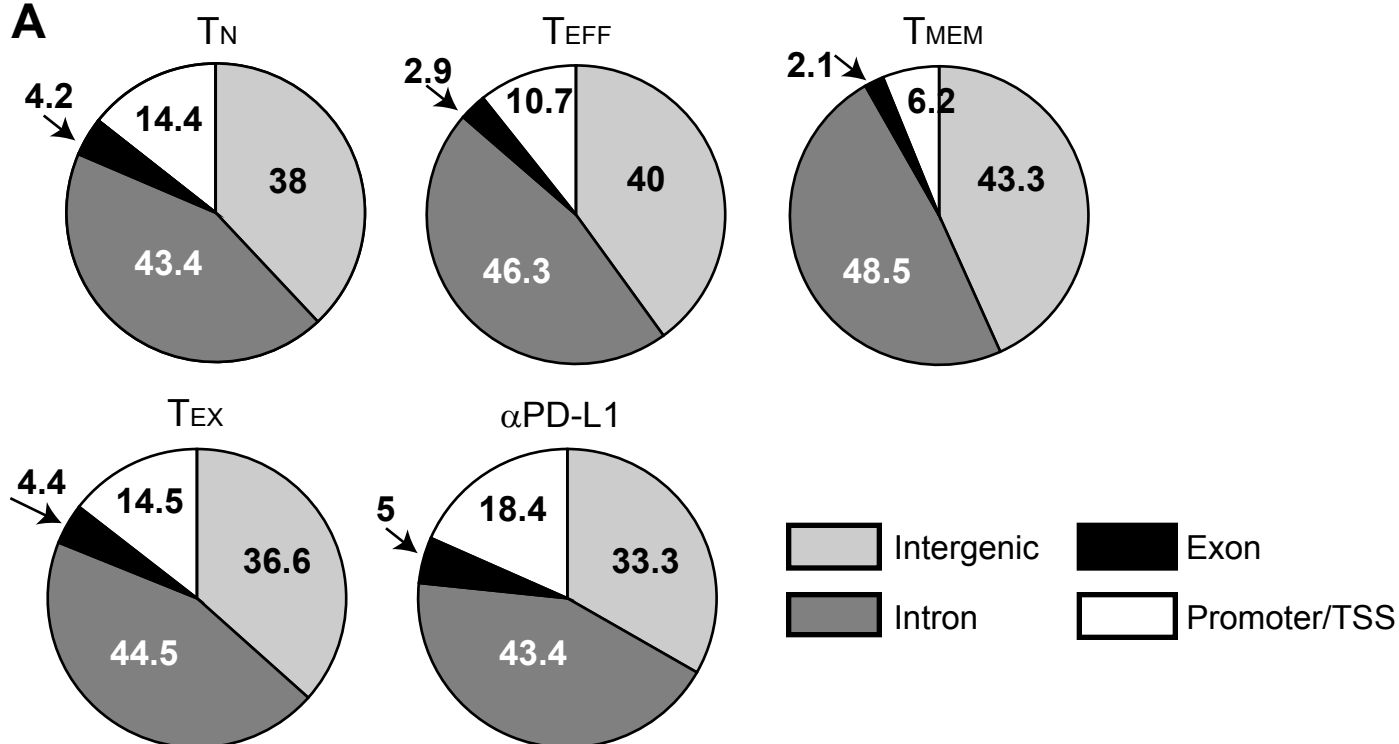 A
TN
TEFF
TMEM
4.2
14.4
38
43.4
2.9
10.7
40
46.3
2.1
6.2
43.3
48.5
TEX
αPD-L1
4.4
14.5
36.6
44.5
5
18.4
33.3
43.4
Intergenic
Exon
Intron
Promoter/TSS